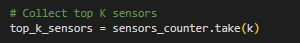 # Collect top K sensors
top_k_sensors = sensors_counter.take(k)